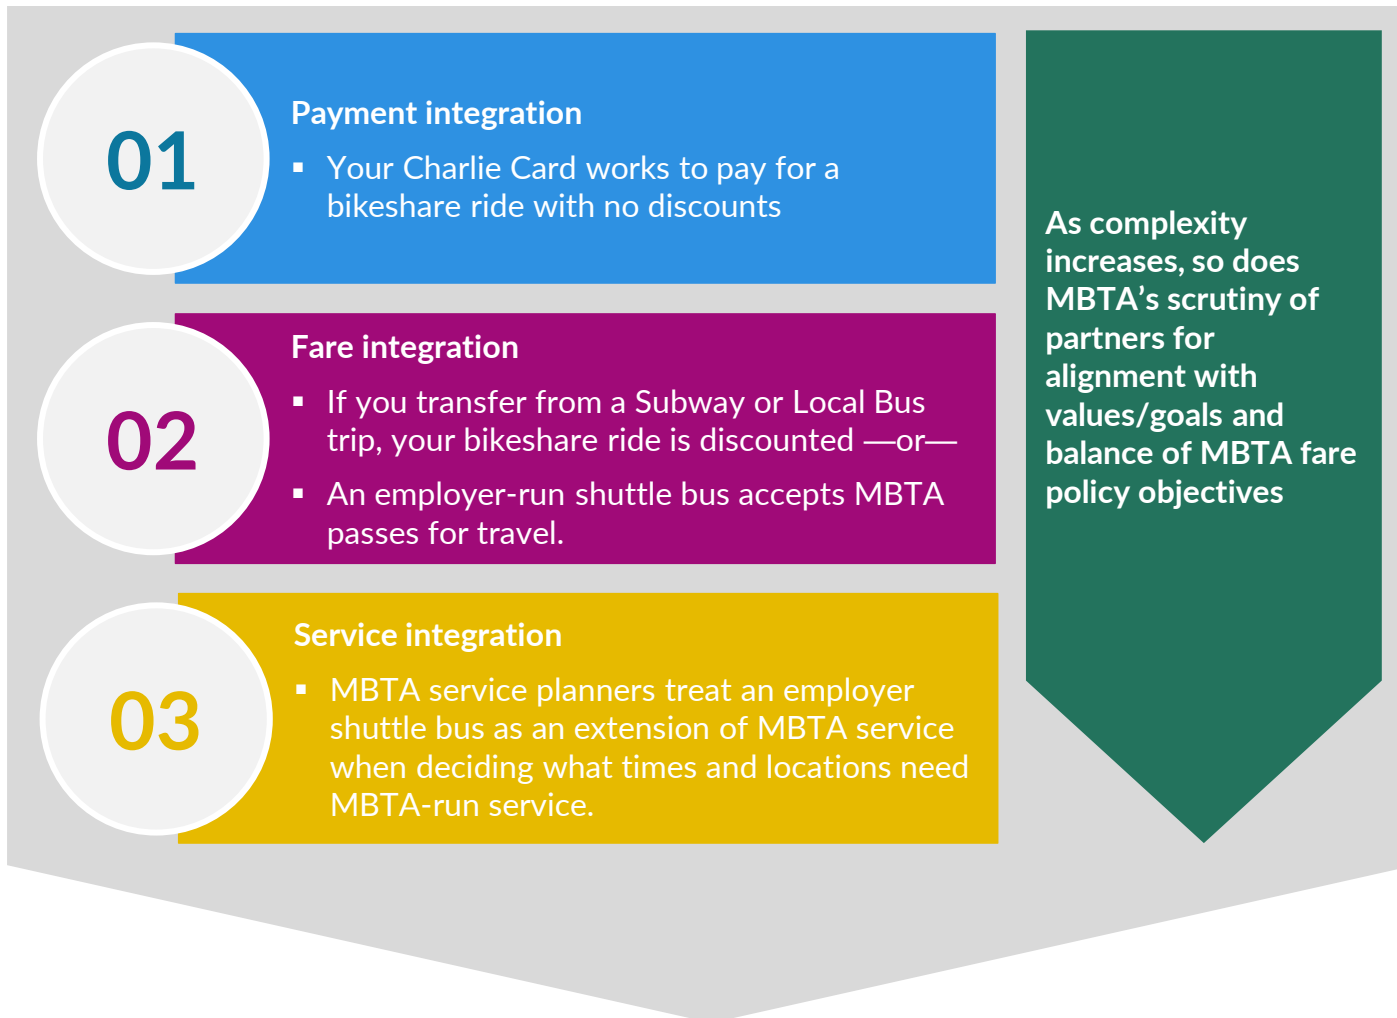 01
Payment integration
▪ Your Charlie Card works to pay for a
bikeshare ride with no discounts
02
Fare integration
▪ If you transfer from a Subway or Local Bus
trip, your bikeshare ride is discounted —or—
▪ An employer-run shuttle bus accepts MBTA
passes for travel.
03
Service integration
▪ MBTA service planners treat an employer
shuttle bus as an extension of MBTA service
when deciding what times and locations need
MBTA-run service.
As complexity
increases, so does
MBTA’s scrutiny of
partners for
alignment with
values/goals and
balance of MBTA fare
policy objectives